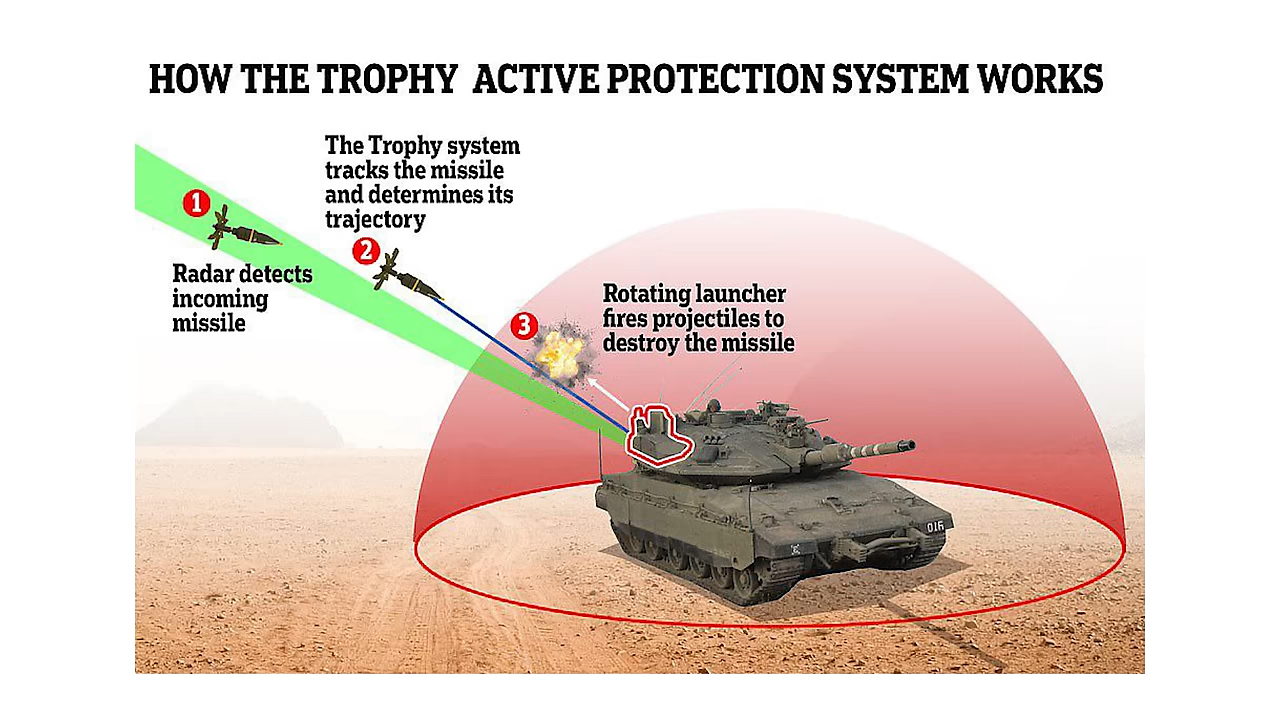 HOW THE TROPHY ACTIVE PROTECTION SYSTEM WORKS
1
Radar detects
incoming
missile
2
The Trophy system
tracks the missile
and determines its
trajectory
3
Rotating launcher
fires projectiles to
destroy the missile